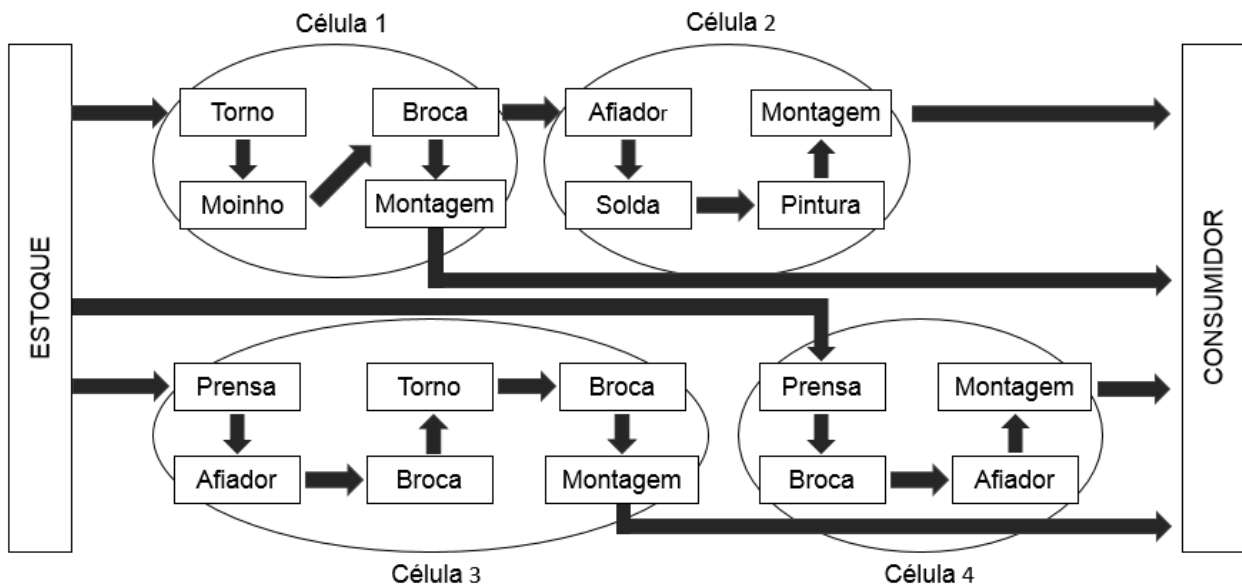 Célula 1
Célula 2
ESTOQUE
CONSUMIDOR
Torno
Broca
Afiador
Montagem
Moinho
Montagem
Solda
Pintura
Prensa
Torno
Broca
Prensa
Montagem
Afiador
Broca
Montagem
Broca
Afiador
Célula 3
Célula 4